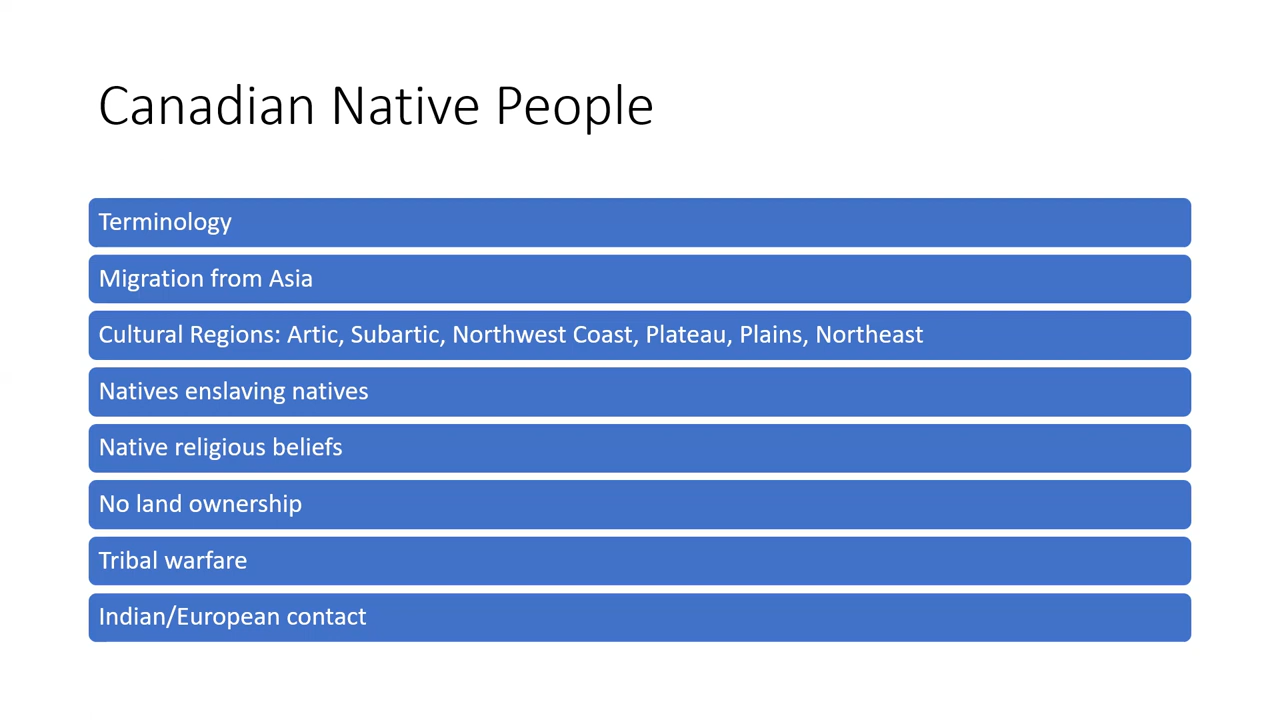 Canadian Native People
Terminology
Migration from Asia
Cultural Regions: Artic, Subartic, Northwest Coast, Plateau, Plains, Northeast
Natives enslaving natives
Native religious beliefs
No land ownership
Tribal warfare
Indian/European contact